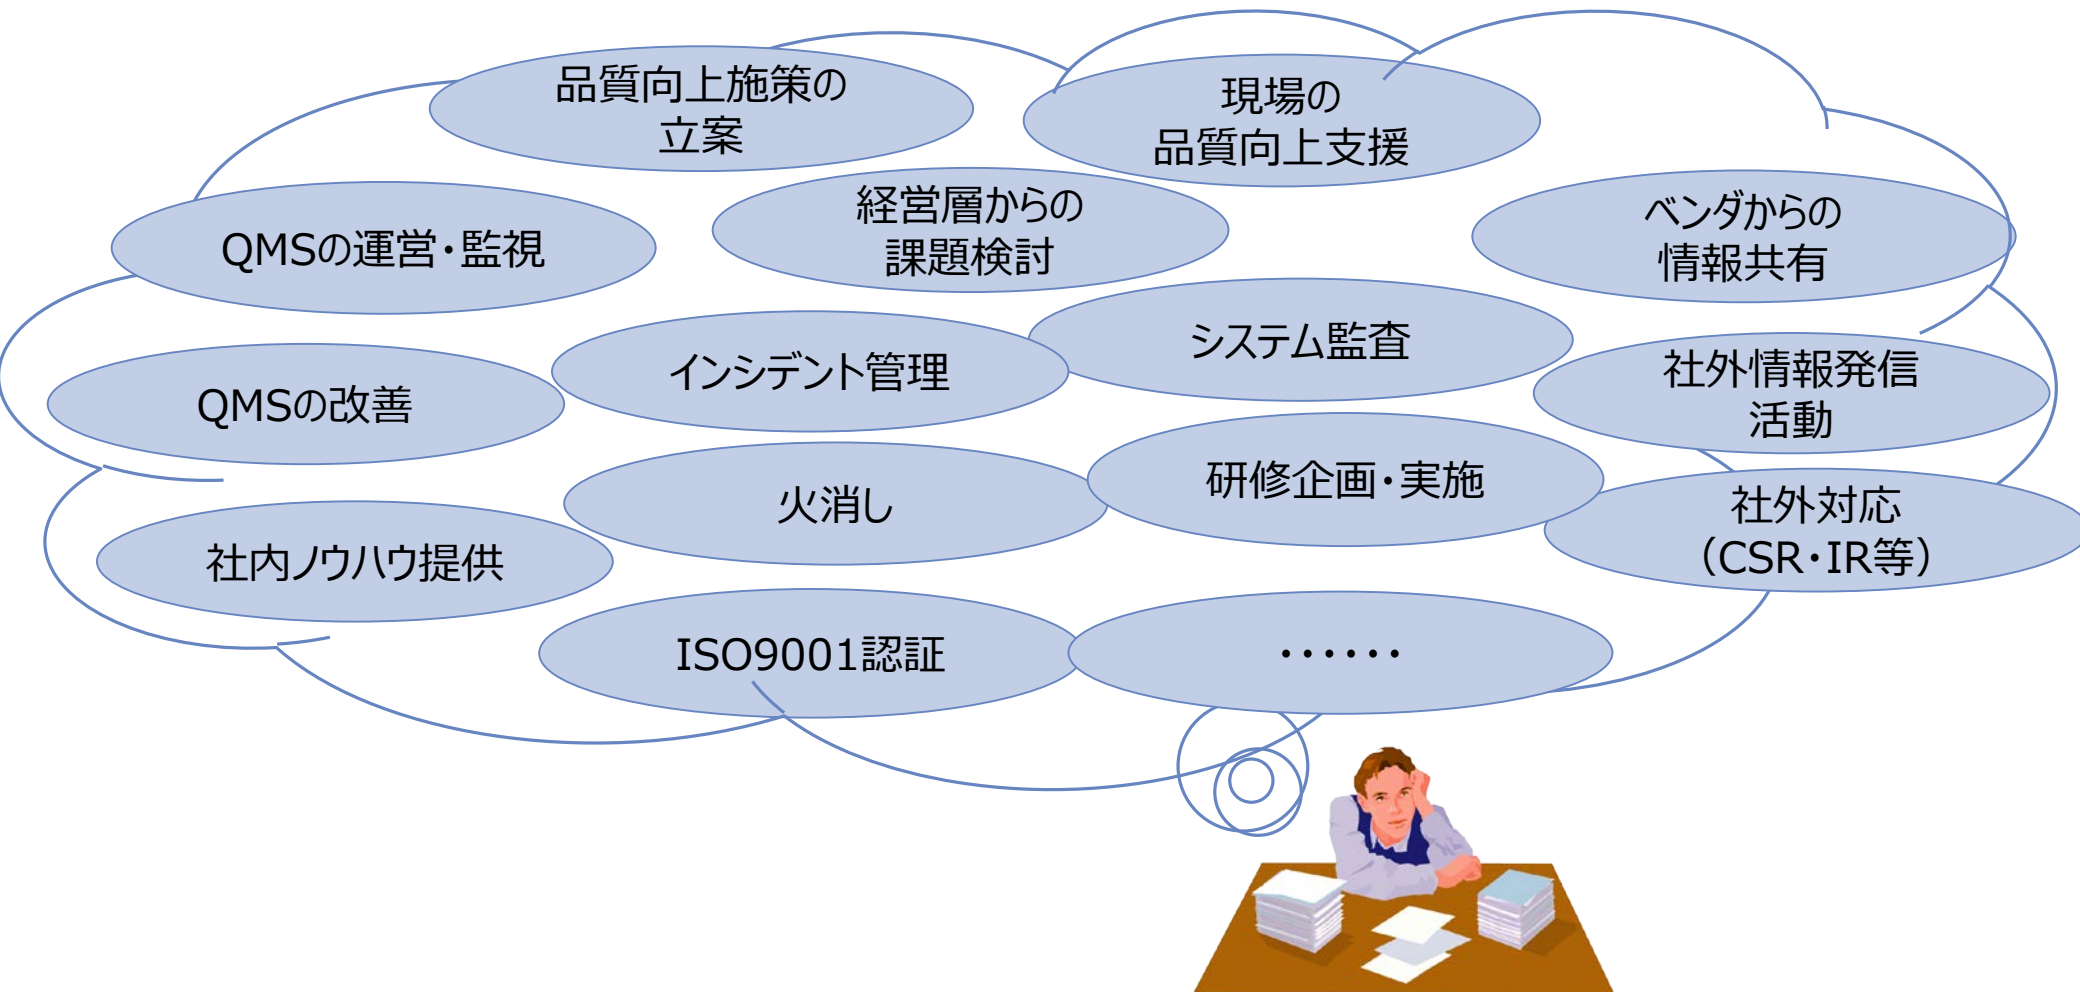 品質向上施策の
立案
現場の
品質向上支援
経営層からの
課題検討
QMSの運営・監視
ベンダからの
情報共有
システム監査
インシデント管理
社外情報発信
活動
QMSの改善
研修企画・実施
火消し
社外対応
（CSR・IR等）
社内ノウハウ提供
ISO9001認証
・・・・・・